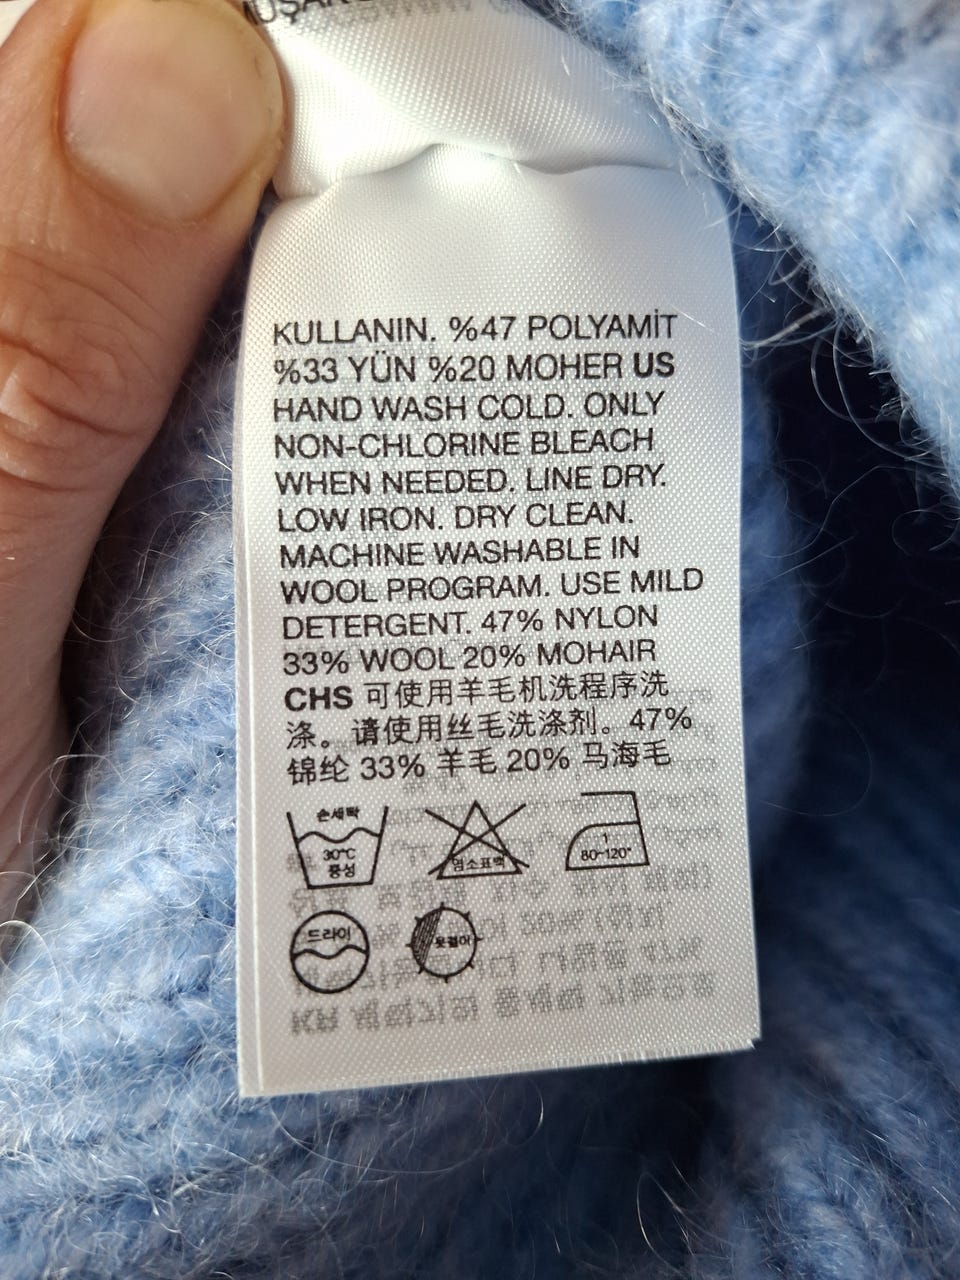 KULLANIN. %47 POLYAMİT
%33 YÜN %20 MOHER US
HAND WASH COLD. ONLY
NON-CHLORINE BLEACH
WHEN NEEDED. LINE DRY.
LOW IRON. DRY CLEAN.
MACHINE WASHABLE IN
WOOL PROGRAM. USE MILD
DETERGENT. 47% NYLON
33% WOOL 20% MOHAIR
CHS 可使用羊毛机洗程序洗
涤。请使用丝毛洗涤剂。47%
锦纶 33% 羊毛 20% 马海毛
손세탁
30°C
중성
염소표백
1
80~120°
드라이
옷걸이